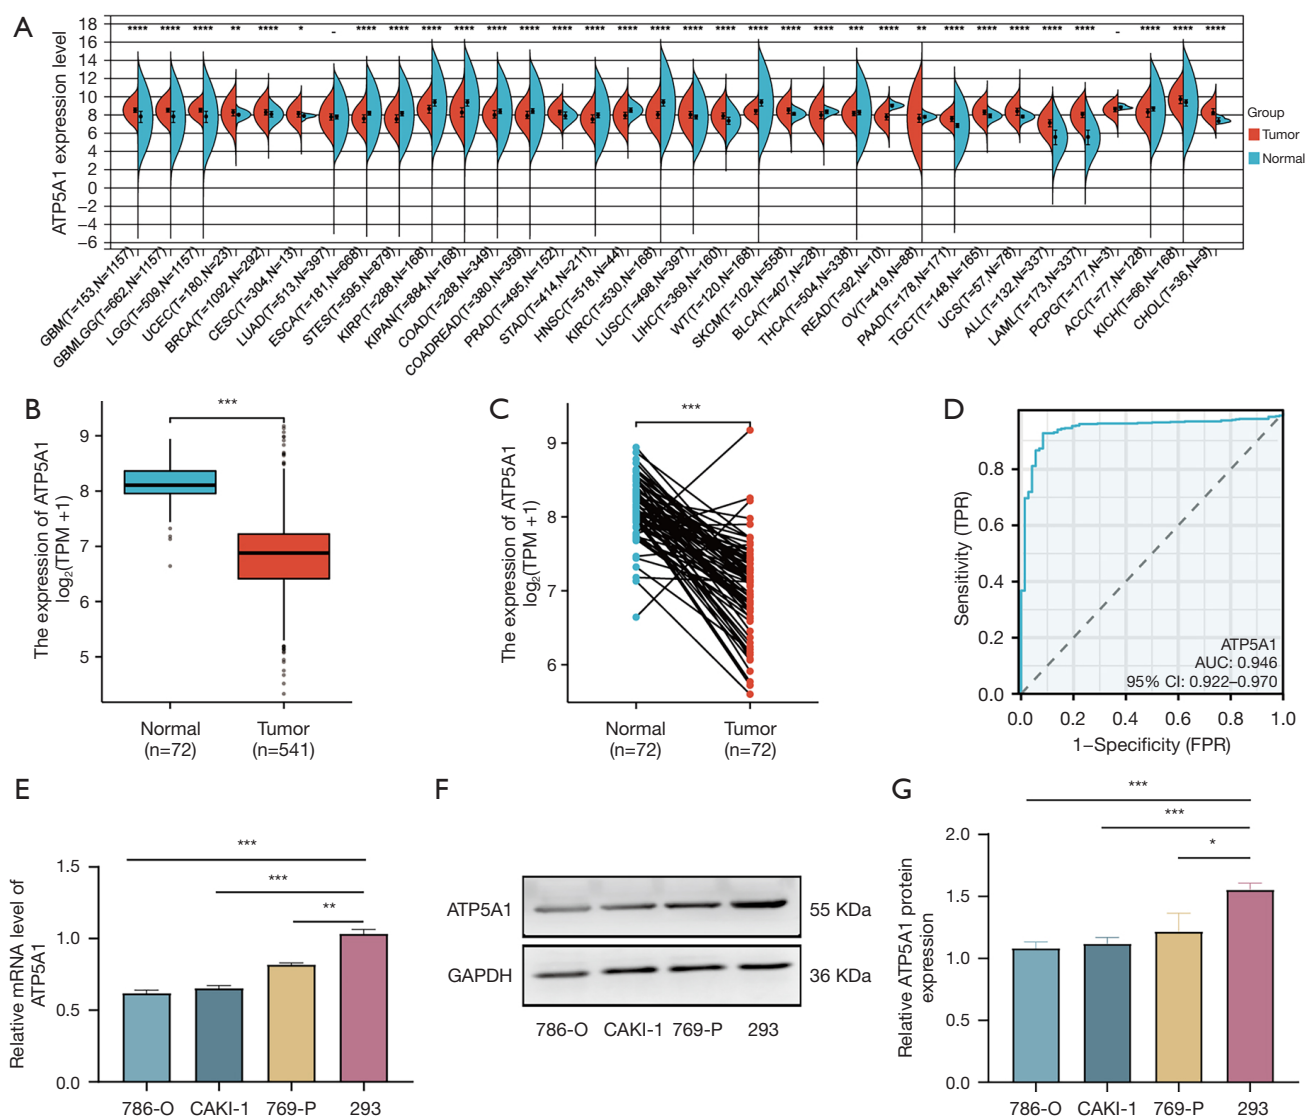 A
ATP5A1 expression level
18
16
14
12
10
8
6
4
2
0
−2
−4
−6
**** **** **** ** **** * - **** **** **** **** **** **** **** **** **** **** **** **** **** **** **** *** **** ** **** **** **** **** **** - **** **** ****
GBM(T=153,N=1157)
GBMLGG(T=662,N=1157)
LGG(T=509,N=1157)
UCEC(T=180,N=23)
BRCA(T=1092,N=292)
CESC(T=304,N=13)
LUAD(T=513,N=397)
ESCA(T=181,N=668)
STES(T=595,N=879)
KIRP(T=288,N=168)
KIPAN(T=884,N=168)
COAD(T=288,N=349)
COADREAD(T=380,N=359)
PRAD(T=495,N=152)
STAD(T=414,N=211)
HNSC(T=518,N=44)
KIRC(T=530,N=168)
LUSC(T=498,N=397)
LIHC(T=369,N=160)
WT(T=120,N=168)
SKCM(T=102,N=558)
BLCA(T=407,N=28)
THCA(T=504,N=338)
READ(T=92,N=10)
OV(T=419,N=88)
PAAD(T=178,N=171)
TGCT(T=148,N=165)
UCS(T=57,N=78)
ALL(T=132,N=337)
LAML(T=173,N=337)
PCPG(T=177,N=3)
ACC(T=77,N=128)
KICH(T=66,N=168)
CHOL(T=36,N=9)
Group
Tumor
Normal
B
The expression of ATP5A1
log2(TPM +1)
9
8
7
6
5
***
Normal
(n=72)
Tumor
(n=541)
C
The expression of ATP5A1
log2(TPM +1)
9
8
7
6
***
Normal
(n=72)
Tumor
(n=72)
D
Sensitivity (TPR)
0.8
0.6
0.4
0.2
0.0
ATP5A1
AUC: 0.946
95% CI: 0.922–0.970
0.0 0.2 0.4 0.6 0.8 1.0
1−Specificity (FPR)
E
Relative mRNA level of
ATP5A1
1.5
1.0
0.5
0.0
***
***
**
786-O CAKI-1 769-P 293
F
ATP5A1 55 KDa
GAPDH 36 KDa
786-O CAKI-1 769-P 293
G
Relative ATP5A1 protein
expression
2.0
1.5
1.0
0.5
0.0
***
***
*
786-O CAKI-1 769-P 293